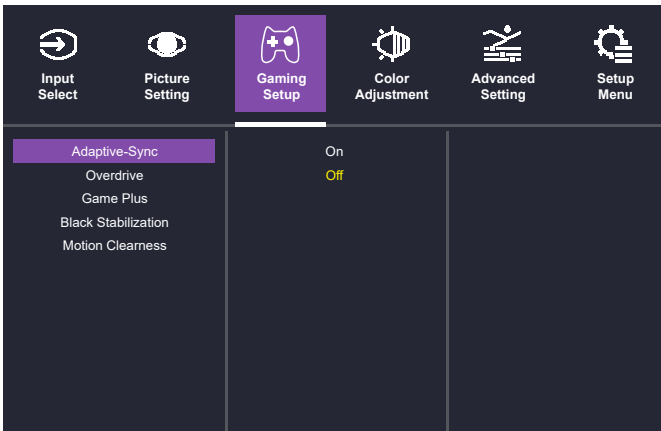 Input
Select
Picture
Setting
Gaming
Setup
Color
Adjustment
Advanced
Setting
Setup
Menu
Adaptive-Sync
On
Overdrive
Off
Game Plus
Black Stabilization
Motion Clearness